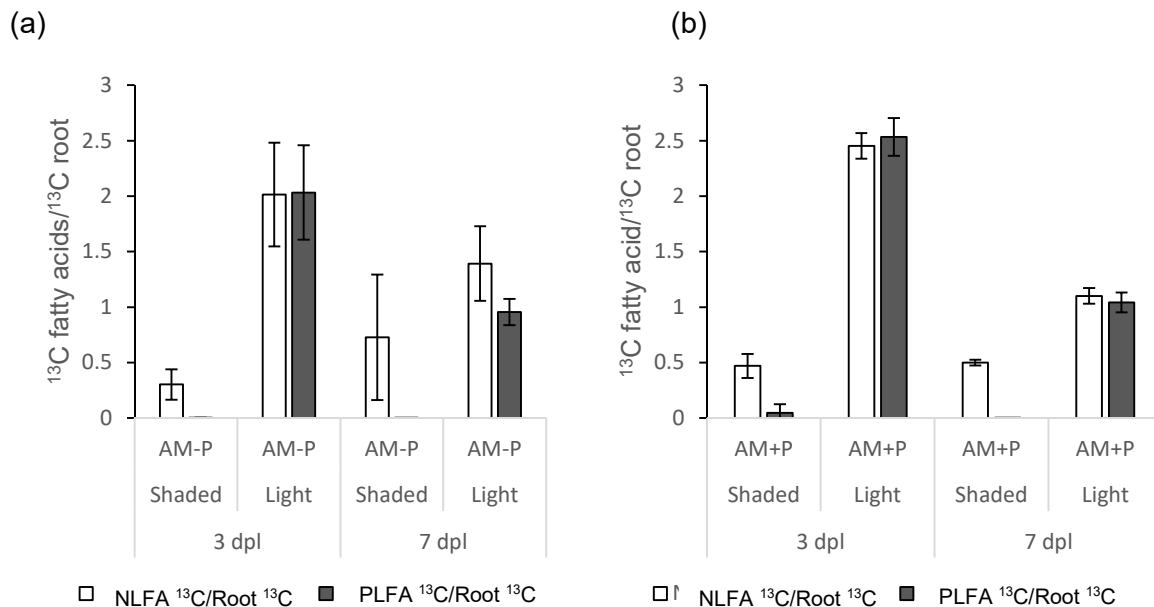 (a)
(b)
¹³C fatty acids/¹³C root
3
2.5
2
1.5
1
0.5
0
AM-P AM-P AM-P AM-P
Shaded Light Shaded Light
3 dpl 7 dpl
NLFA ¹³C/Root ¹³C PLFA ¹³C/Root ¹³C
¹³C fatty acid/¹³C root
3
2.5
2
1.5
1
0.5
0
AM+P AM+P AM+P AM+P
Shaded Light Shaded Light
3 dpl 7 dpl
NLFA ¹³C/Root ¹³C PLFA ¹³C/Root ¹³C